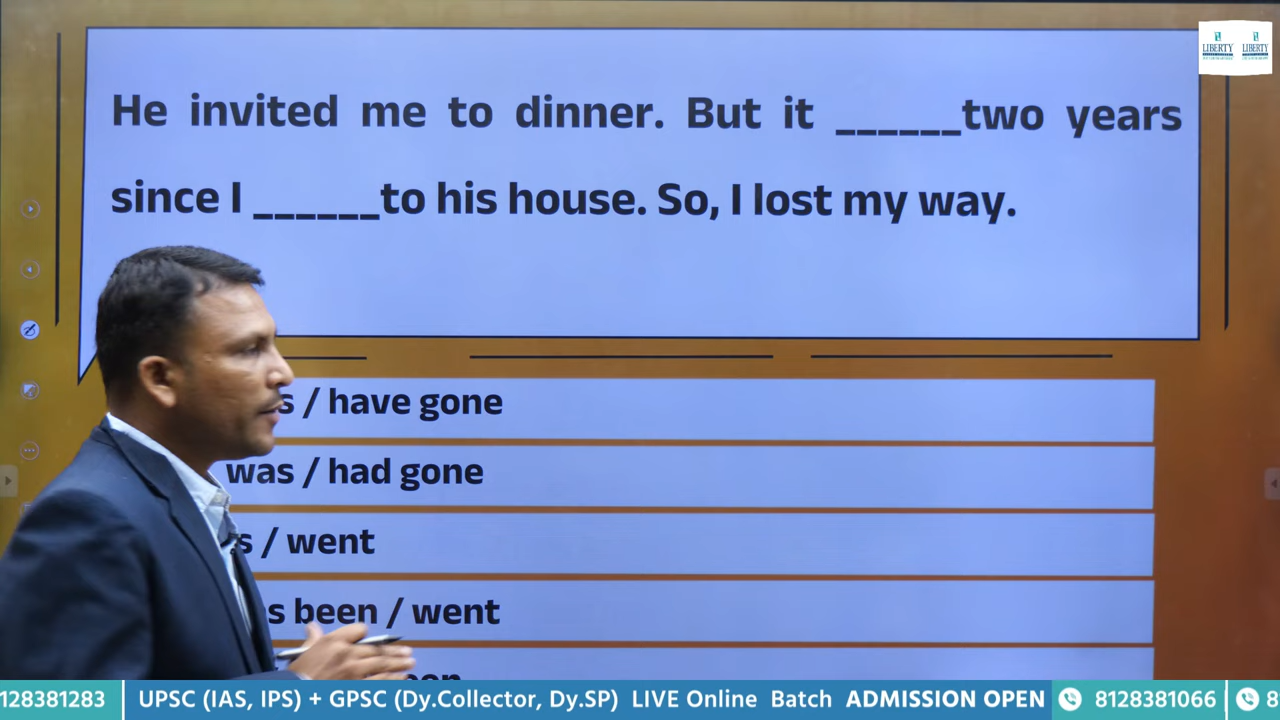 LIBERTY LIBERTY
He invited me to dinner. But it ______two years
since I ______to his house. So, I lost my way.
/ have gone
was / had gone
/ went
been / went
128381283 UPSC (IAS, IPS) + GPSC (Dy.Collector, Dy.SP) LIVE Online Batch ADMISSION OPEN 8128381066